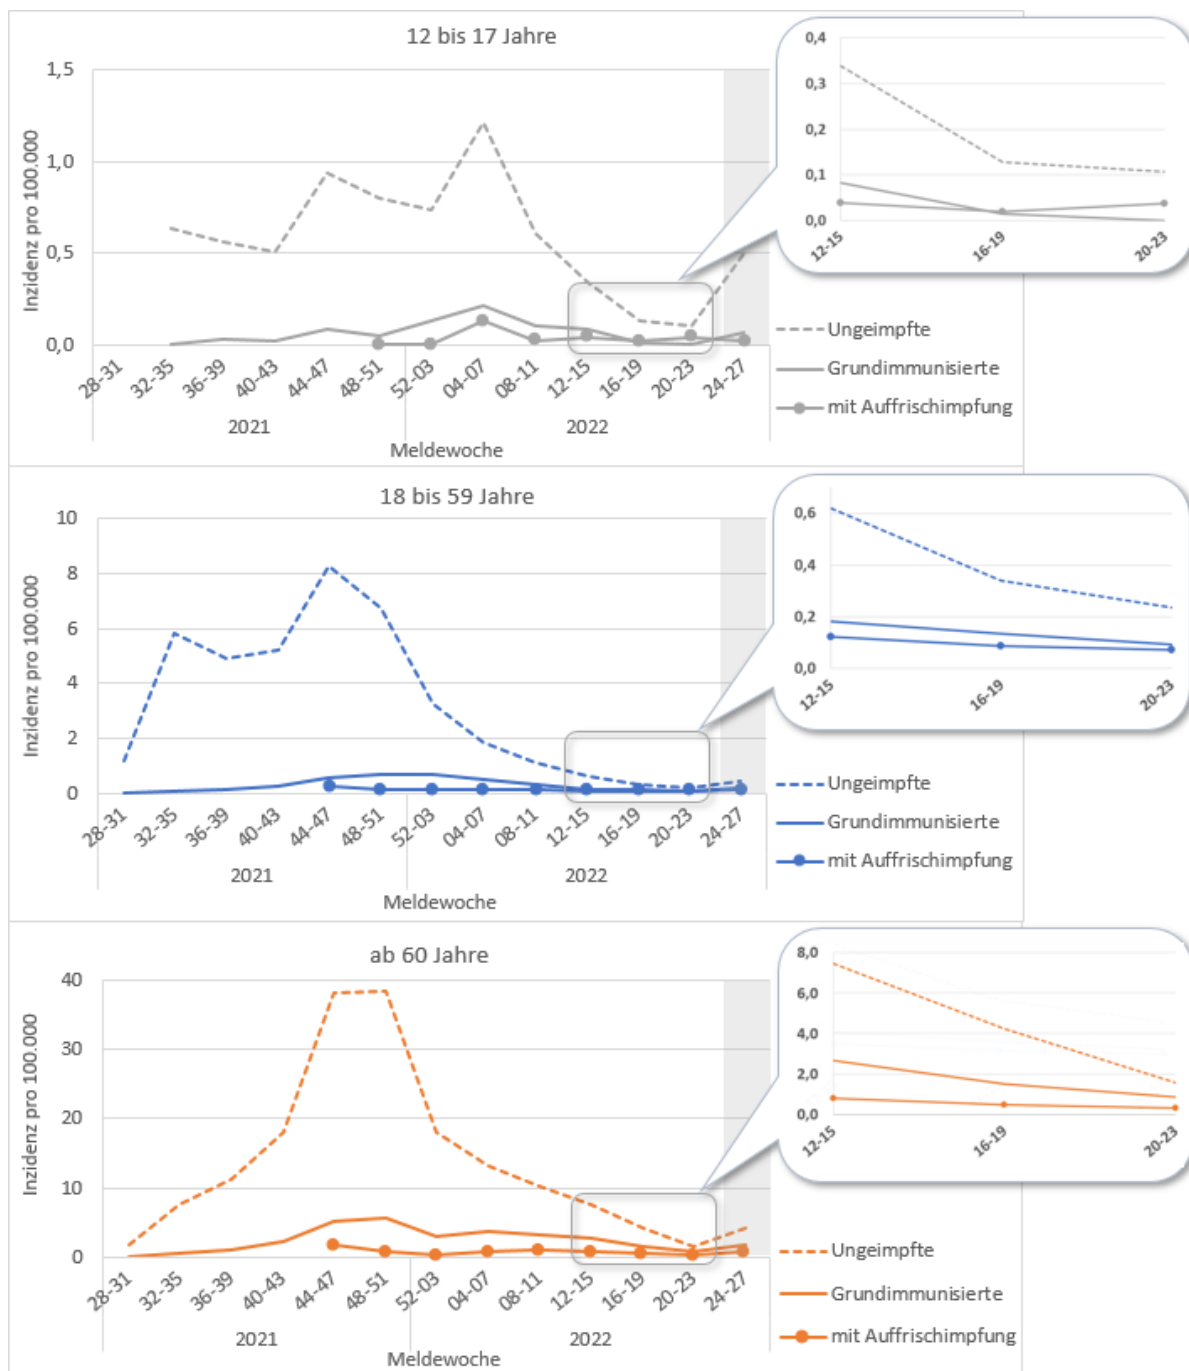 12 bis 17 Jahre
Inzidenz pro 100.000
1,5
1,0
0,5
0,0
28-31 32-35 36-39 40-43 44-47 48-51 52-03 04-07 08-11 12-15 16-19 20-23 24-27
2021 2022
Meldewoche
0,4
0,3
0,2
0,1
0,0
12-15 16-19 20-23
Ungeimpfte
Grundimmunisierte
mit Auffrischimpfung
18 bis 59 Jahre
Inzidenz pro 100.000
10
8
6
4
2
0
28-31 32-35 36-39 40-43 44-47 48-51 52-03 04-07 08-11 12-15 16-19 20-23 24-27
2021 2022
Meldewoche
0,6
0,4
0,2
0,0
12-15 16-19 20-23
Ungeimpfte
Grundimmunisierte
mit Auffrischimpfung
ab 60 Jahre
Inzidenz pro 100.000
40
30
20
10
0
28-31 32-35 36-39 40-43 44-47 48-51 52-03 04-07 08-11 12-15 16-19 20-23 24-27
2021 2022
Meldewoche
8,0
6,0
4,0
2,0
0,0
12-15 16-19 20-23
Ungeimpfte
Grundimmunisierte
mit Auffrischimpfung